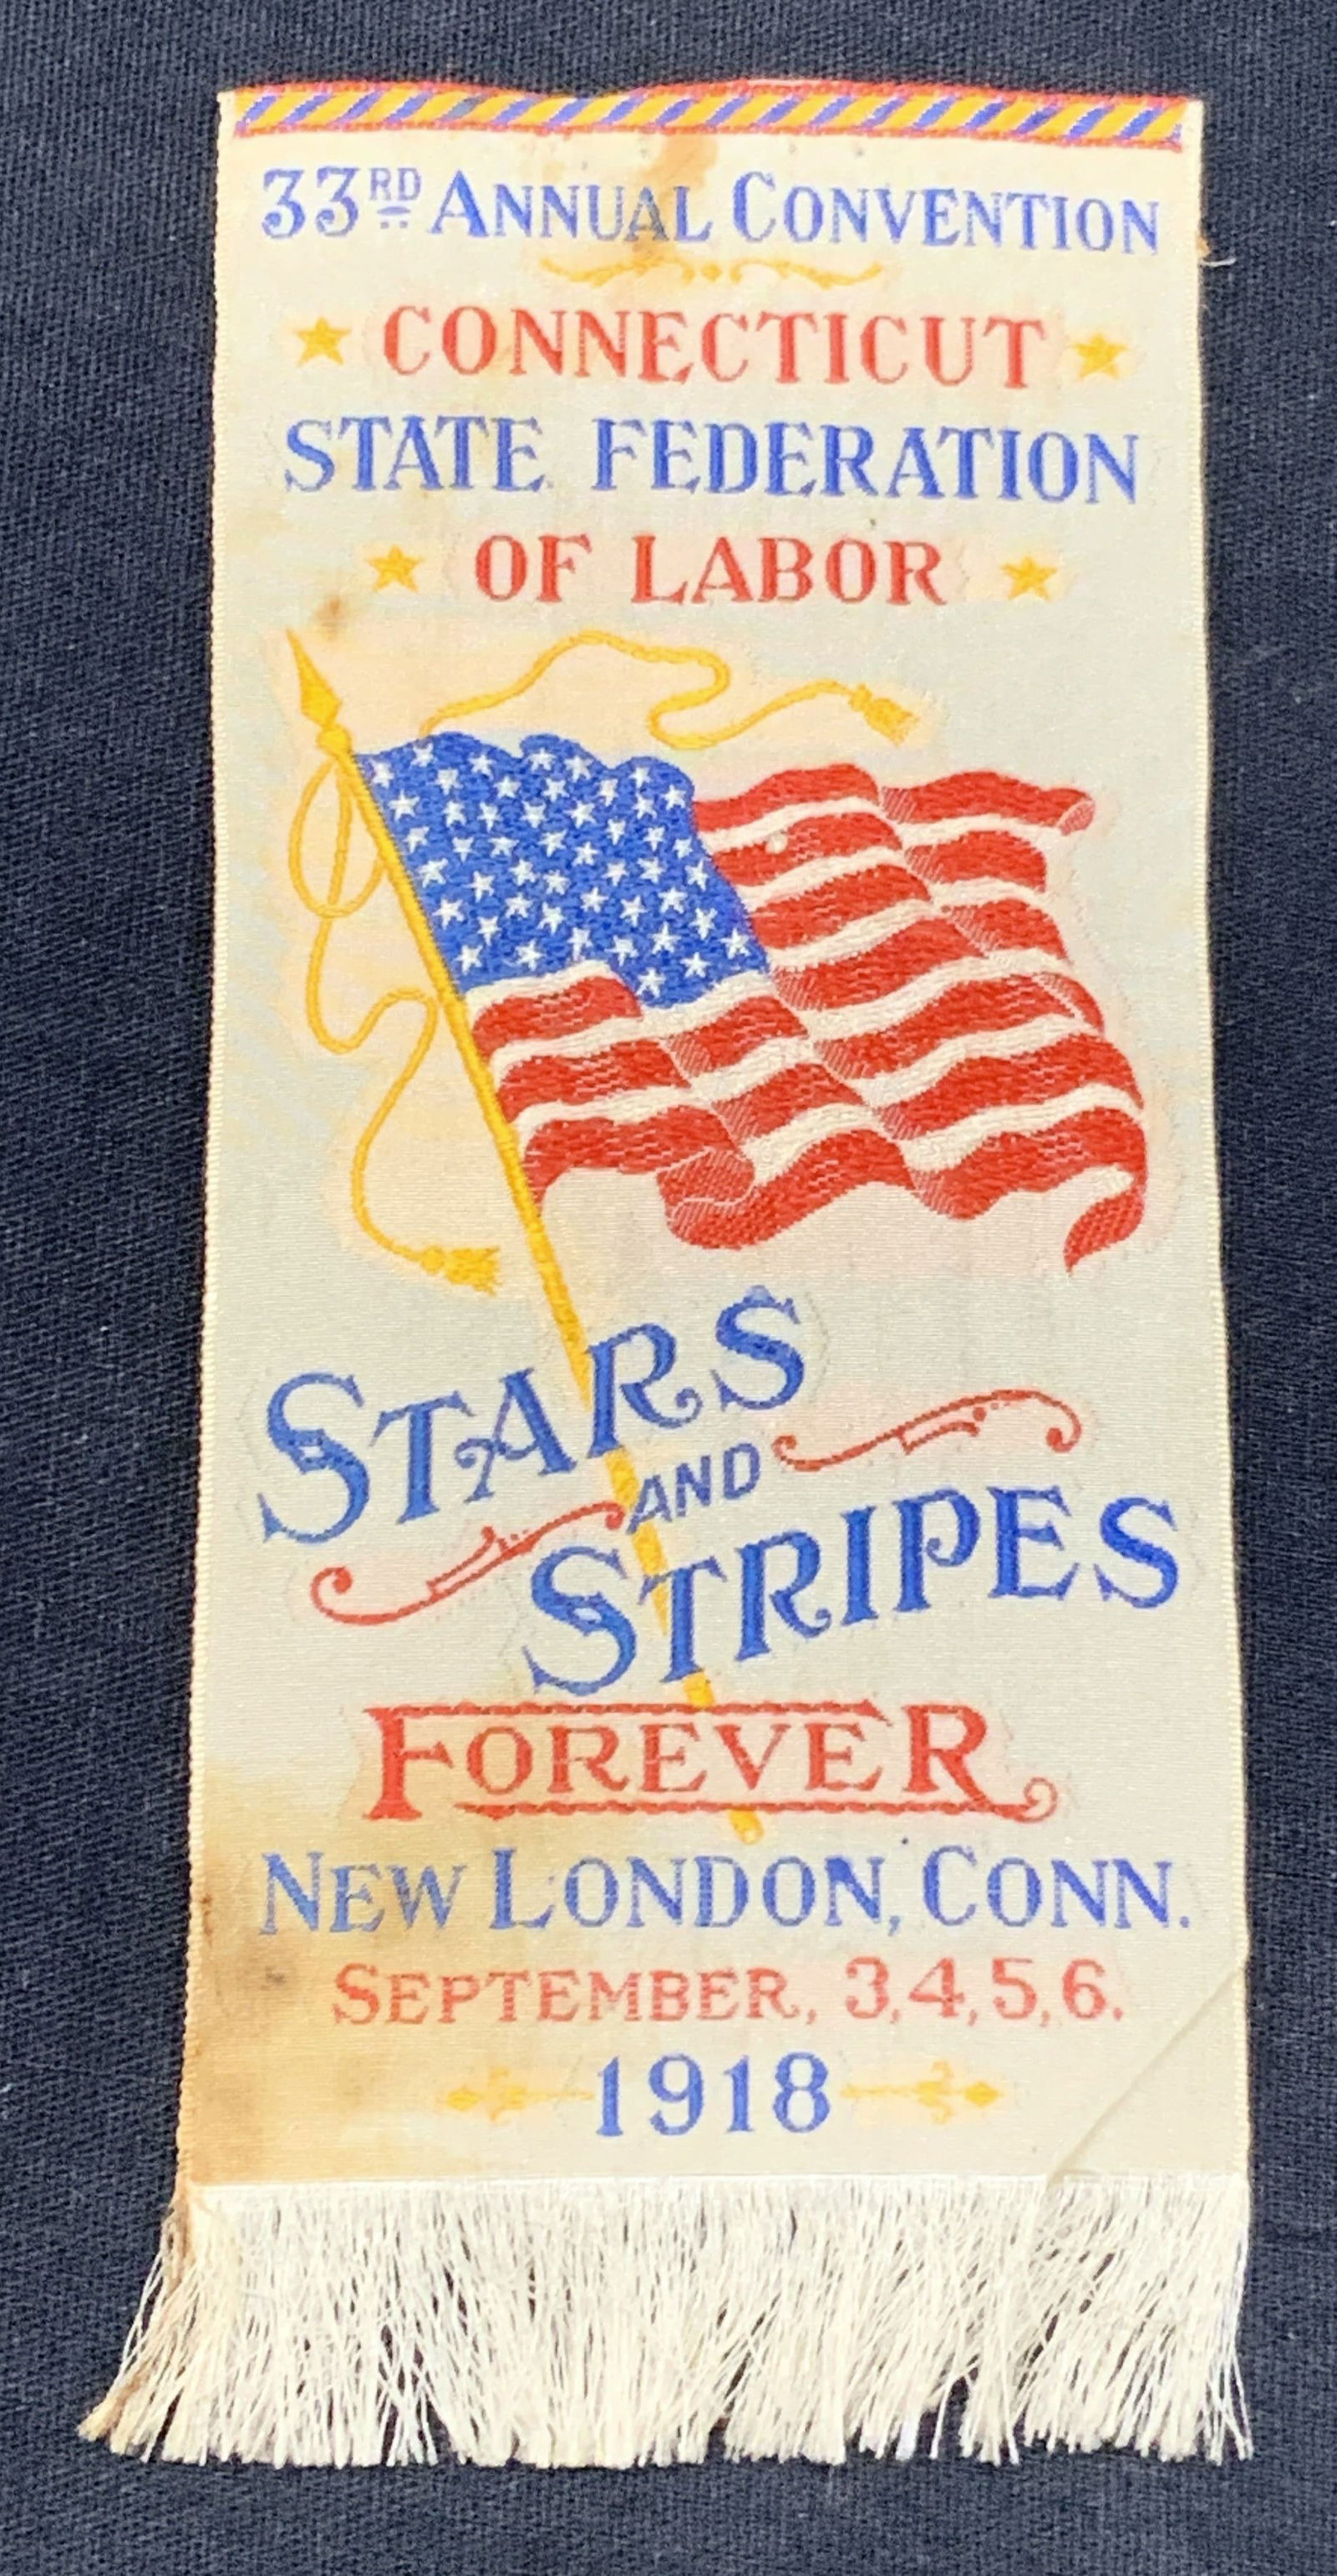 33RD ANNUAL CONVENTION
CONNECTICUT
STATE FEDERATION
OF LABOR
STARS
AND
STRIPES
FOREVER
NEW LONDON, CONN.
SEPTEMBER, 3,4,5,6.
1918